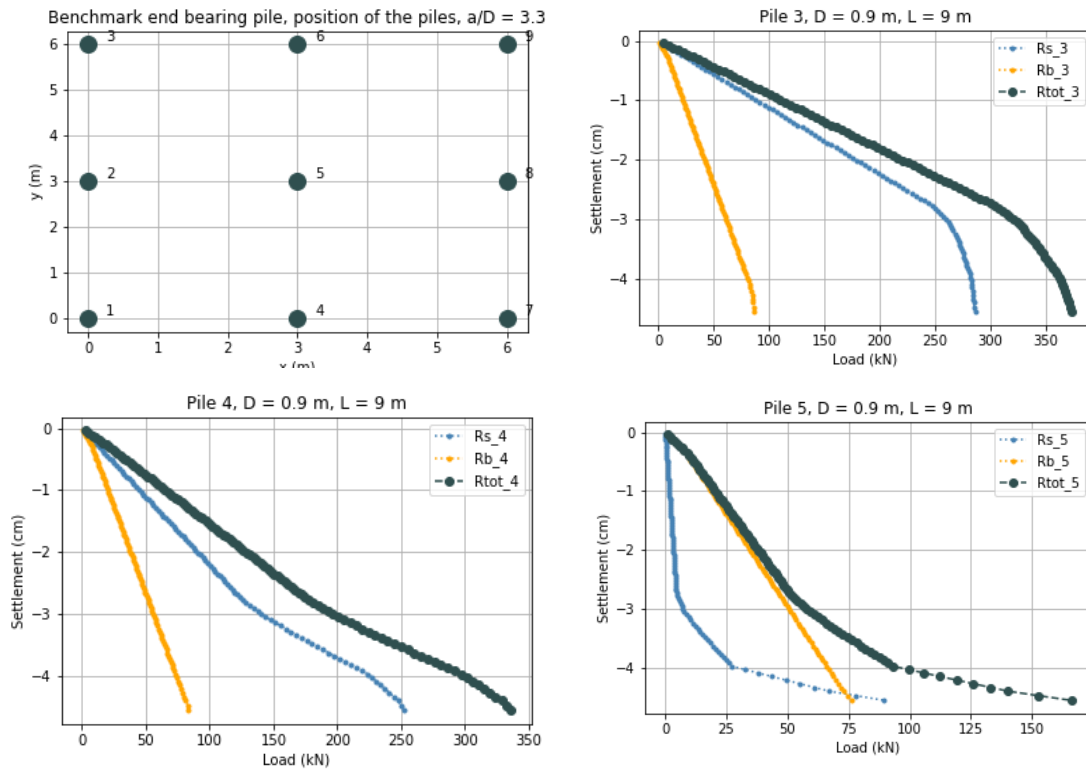 Benchmark end bearing pile, position of the piles, a/D = 3.3
6
5
4
3
2
1
0
y (m)
3
6
9
2
5
8
1
4
7
0 1 2 3 4 5 6
Pile 3, D = 0.9 m, L = 9 m
0
−1
−2
−3
−4
Settlement (cm)
Rs_3
Rb_3
Rtot_3
0 50 100 150 200 250 300 350
Load (kN)
Pile 4, D = 0.9 m, L = 9 m
0
−1
−2
−3
−4
Settlement (cm)
Rs_4
Rb_4
Rtot_4
0 50 100 150 200 250 300 350
Load (kN)
Pile 5, D = 0.9 m, L = 9 m
0
−1
−2
−3
−4
Settlement (cm)
Rs_5
Rb_5
Rtot_5
0 25 50 75 100 125 150
Load (kN)